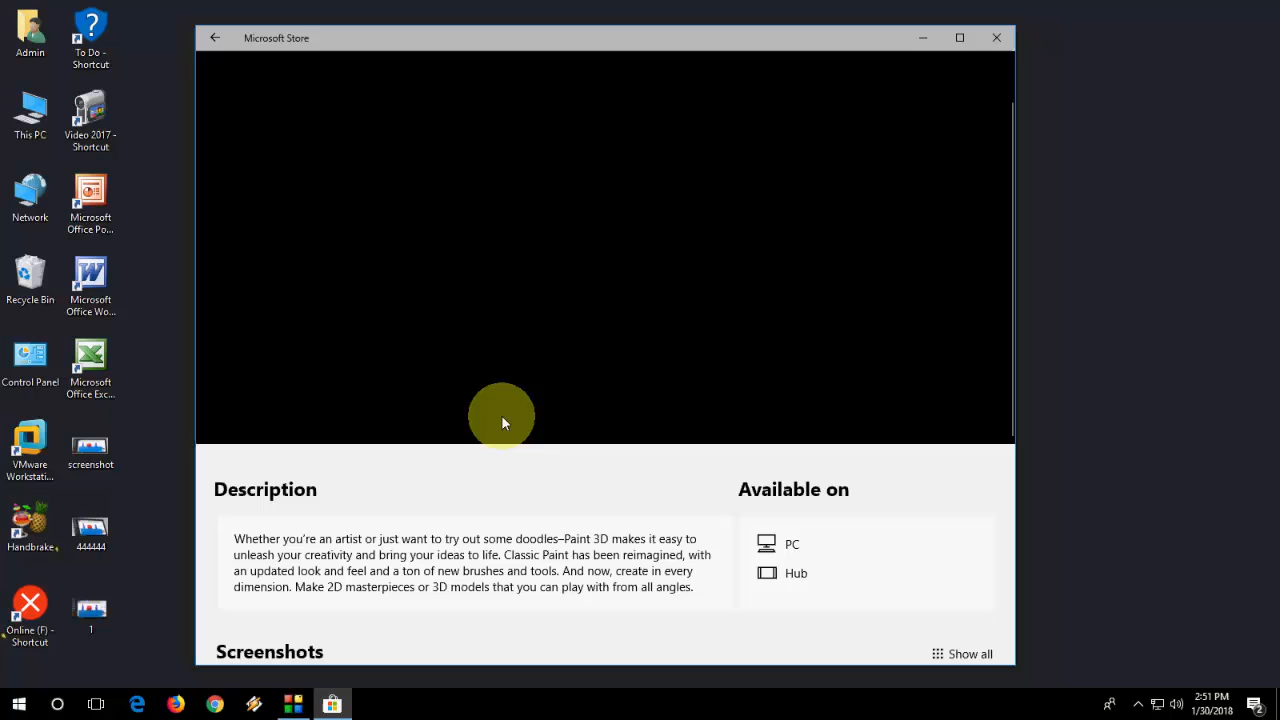 Microsoft Store
Admin
To Do -
Shortcut
This PC
Video 2017 -
Shortcut
Network
Microsoft
Office Po...
Recycle Bin
Microsoft
Office Wo...
Control Panel
Microsoft
Office Exc...
VMware
Workstati...
screenshot
Handbrake
444444
Online (F) -
Shortcut
1
Description
Whether you're an artist or just want to try out some doodles–Paint 3D makes it easy to
unleash your creativity and bring your ideas to life. Classic Paint has been reimagined, with
an updated look and feel and a ton of new brushes and tools. And now, create in every
dimension. Make 2D masterpieces or 3D models that you can play with from all angles.
Available on
PC
Hub
Screenshots
Show all
2:51 PM
1/30/2018
2